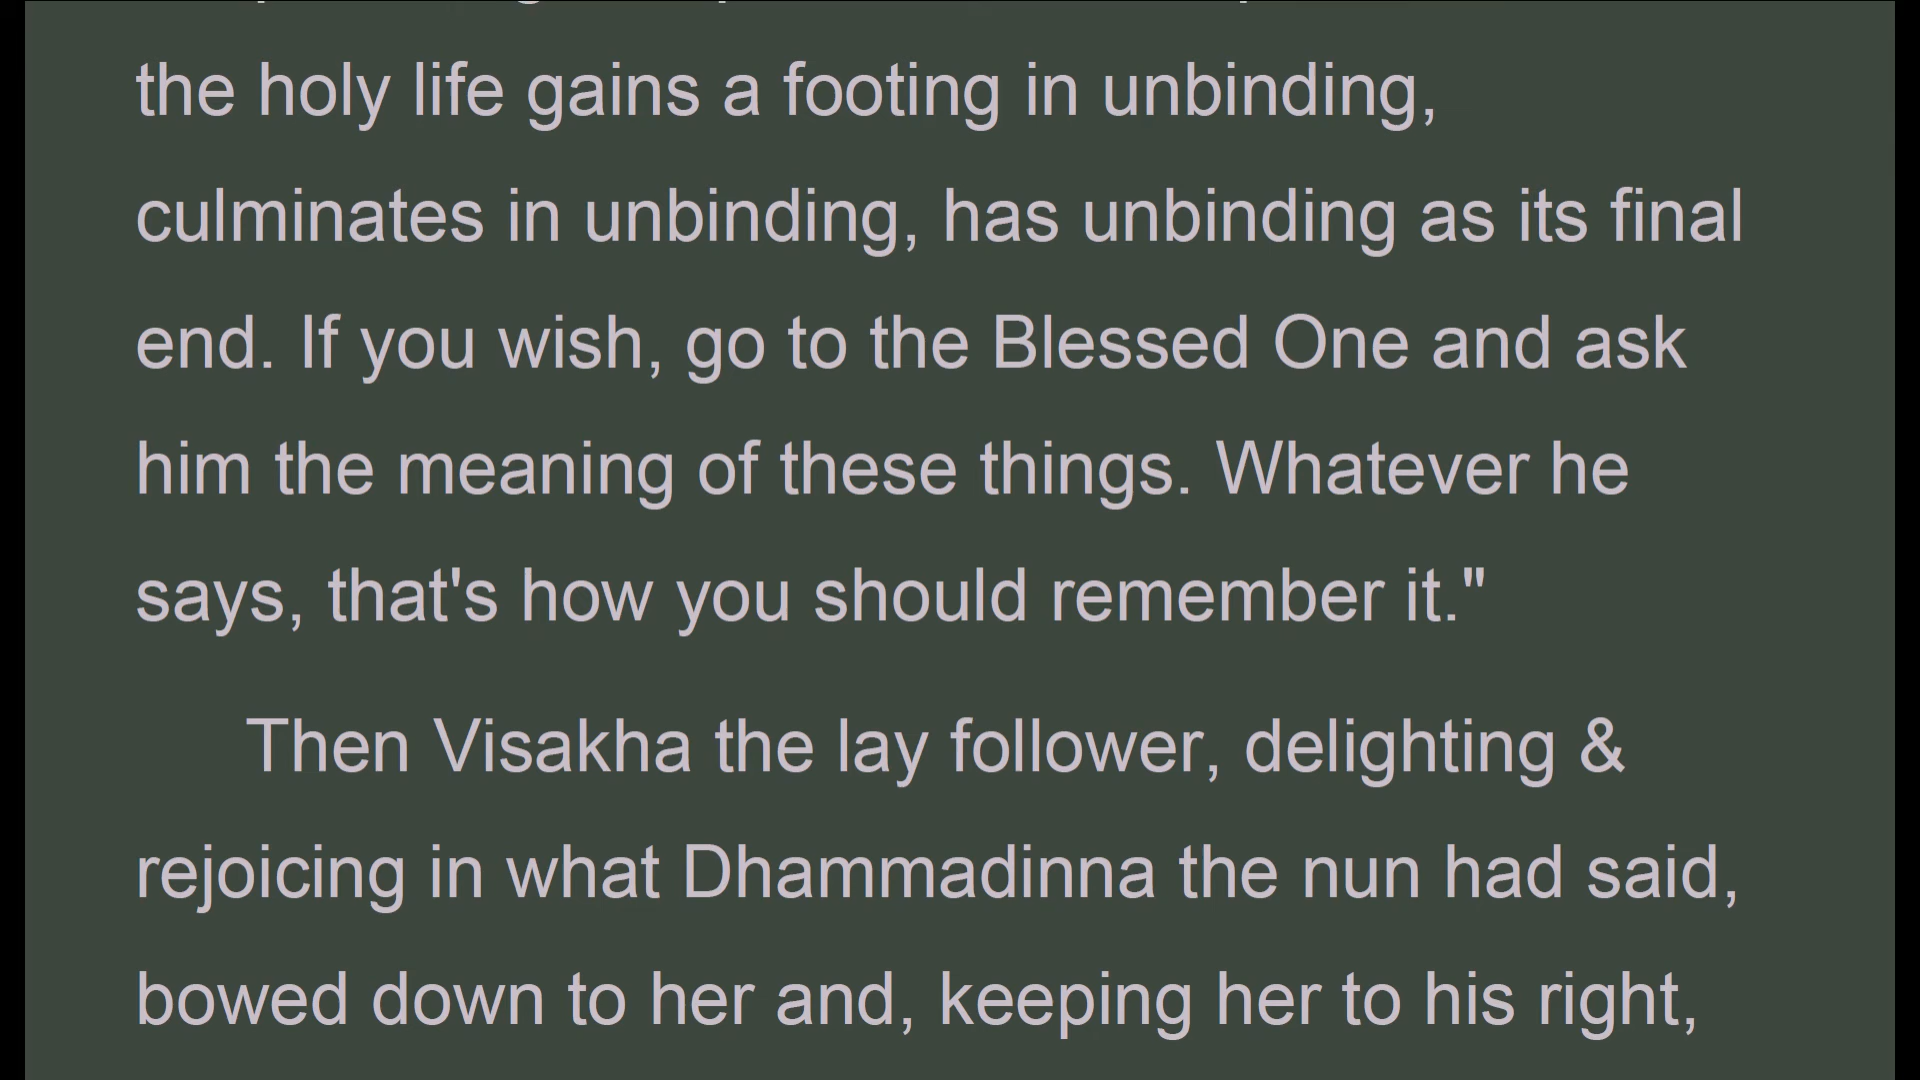 the holy life gains a footing in unbinding,
culminates in unbinding, has unbinding as its final
end. If you wish, go to the Blessed One and ask
him the meaning of these things. Whatever he
says, that's how you should remember it."
Then Visakha the lay follower, delighting &
rejoicing in what Dhammadinna the nun had said,
bowed down to her and, keeping her to his right,